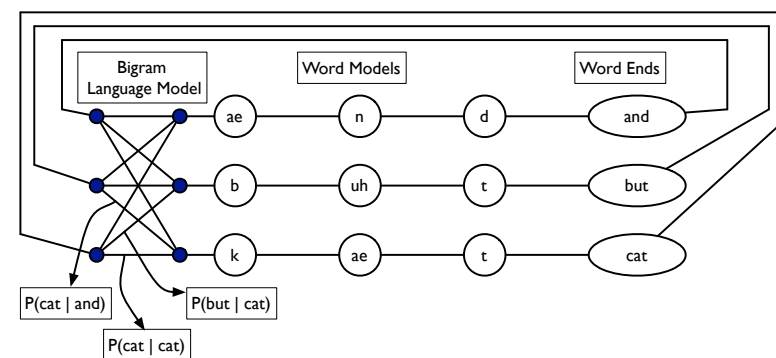 Bigram
Language Model
Word Models
Word Ends
ae n d and
b uh t but
k ae t cat
P(cat | and)
P(but | cat)
P(cat | cat)